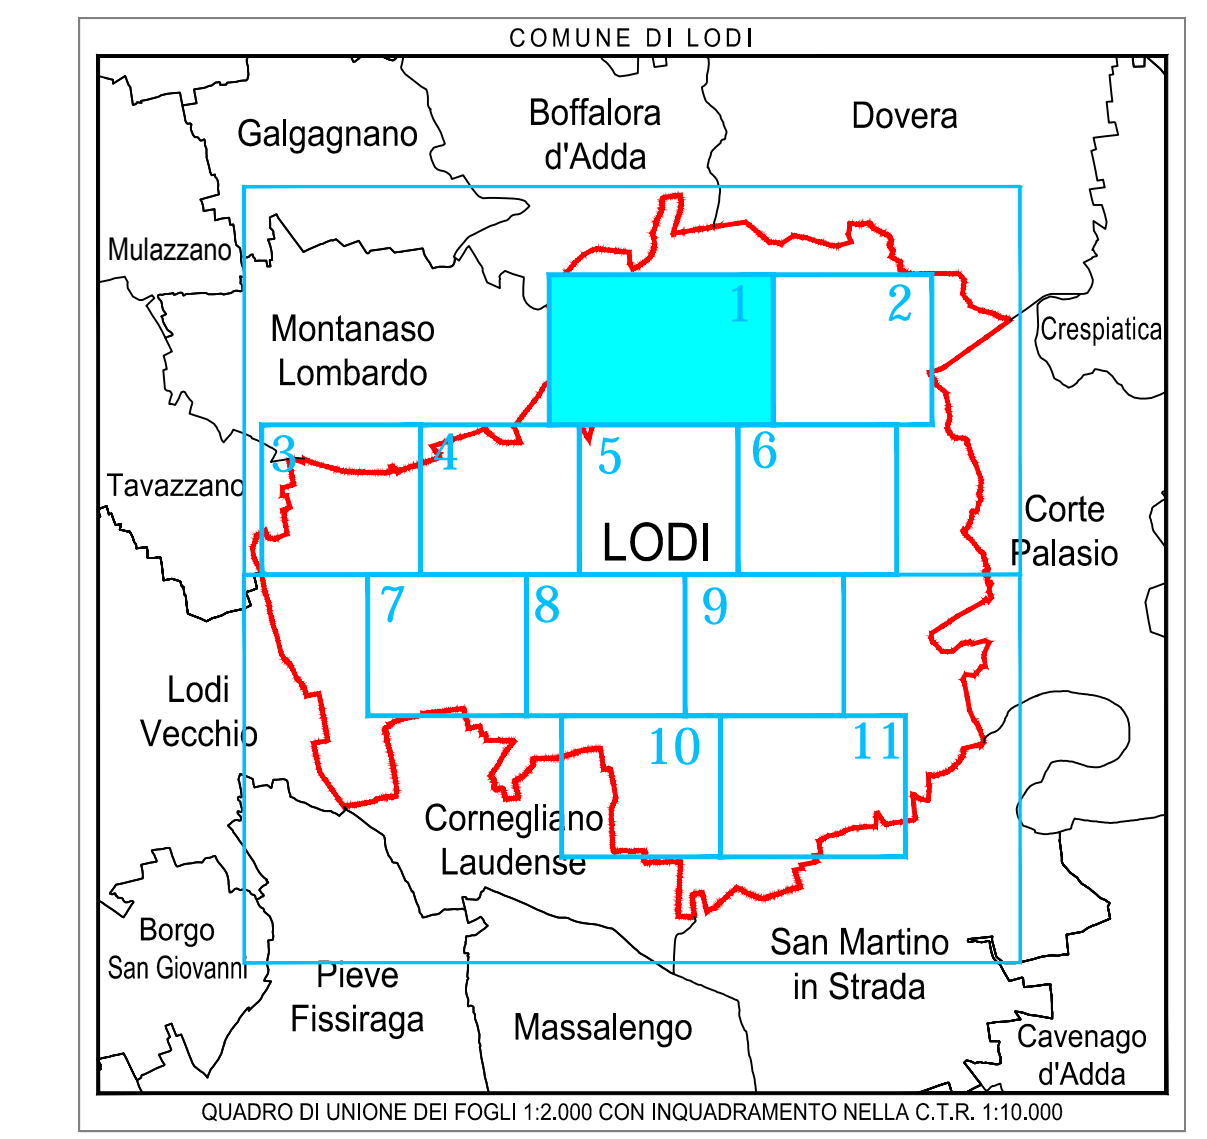 COMUNE DI LODI
Galgagnano
Boffalora
d'Adda
Dovera
Mulazzano
Montanaso
Lombardo
1
2
Crespiatica
3
4
5
6
Tavazzano
LODI
Corte
Palasio
7
8
9
Lodi
Vecchio
10
11
Cornegliano
Laudense
Borgo
San Giovanni
Pieve
Fissiraga
Massalengo
San Martino
in Strada
Cavenago
d'Adda
QUADRO DI UNIONE DEI FOGLI 1:2.000 CON INQUADRAMENTO NELLA C.T.R. 1:10.000